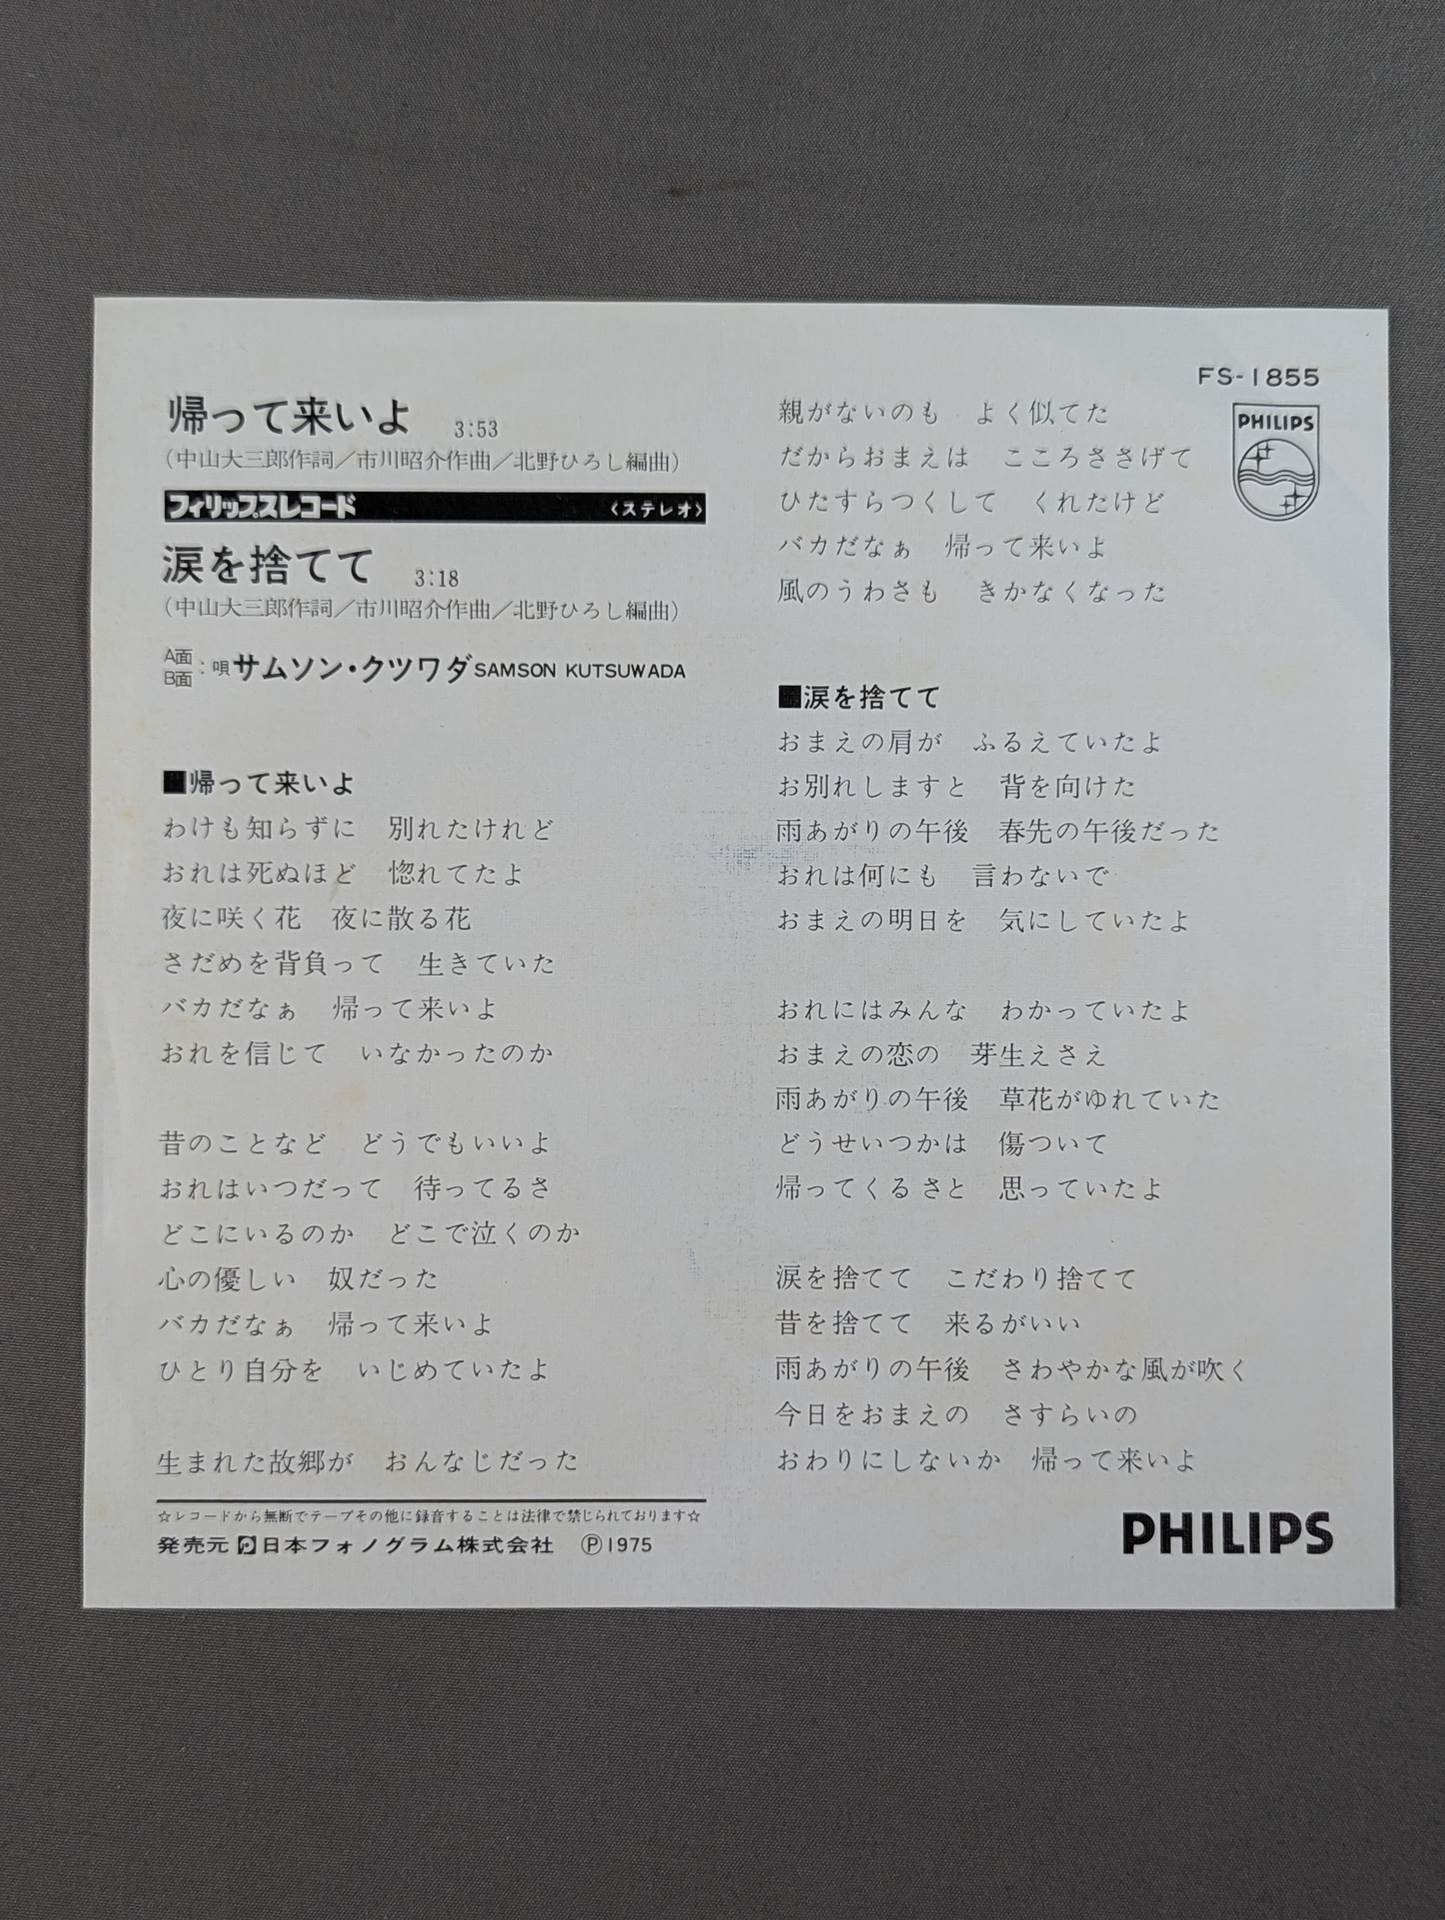 帰って来いよ 3:53
(中山大三郎作詞/市川昭介作曲/北野ひろし編曲)
フィリップスレコード 〈ステレオ〉
涙を捨てて 3:18
(中山大三郎作詞/市川昭介作曲/北野ひろし編曲)
A面
B面
:唄 サムソン・クツワダ SAMSON KUTSUWADA
■帰って来いよ
わけも知らずに　別れたけれど
おれは死ぬほど　惚れてたよ
夜に咲く花　夜に散る花
さだめを背負って　生きていた
バカだなぁ　帰って来いよ
おれを信じて　いなかったのか
昔のことなど　どうでもいいよ
おれはいつだって　待ってるさ
どこにいるのか　どこで泣くのか
心の優しい　奴だった
バカだなぁ　帰って来いよ
ひとり自分を　いじめていたよ
生まれた故郷が　おんなじだった
☆レコードから無断でテープその他に録音することは法律で禁じられております☆
発売元 日本フォノグラム株式会社　Ⓟ1975
FS-1855
PHILIPS
親がないのも　よく似てた
だからおまえは　こころささげて
ひたすらつくして　くれたけど
バカだなぁ　帰って来いよ
風のうわさも　きかなくなった
■涙を捨てて
おまえの肩が　ふるえていたよ
お別れしますと　背を向けた
雨あがりの午後　春先の午後だった
おれは何にも　言わないで
おまえの明日を　気にしていたよ
おれにはみんな　わかっていたよ
おまえの恋の　芽生えさえ
雨あがりの午後　草花がゆれていた
どうせいつかは　傷ついて
帰ってくるさと　思っていたよ
涙を捨てて　こだわり捨てて
昔を捨てて　来るがいい
雨あがりの午後　さわやかな風が吹く
今日をおまえの　さすらいの
おわりにしないか　帰って来いよ
PHILIPS